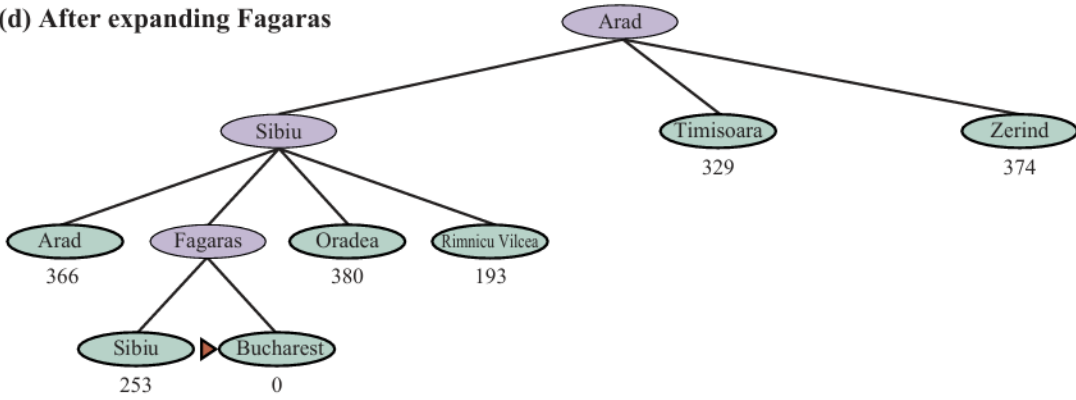 (d) After expanding Fagaras
Arad
Sibiu
Timisoara
Zerind
329
374
Arad
Fagaras
Oradea
Rimnicu Vilcea
366
380
193
Sibiu
Bucharest
253
0